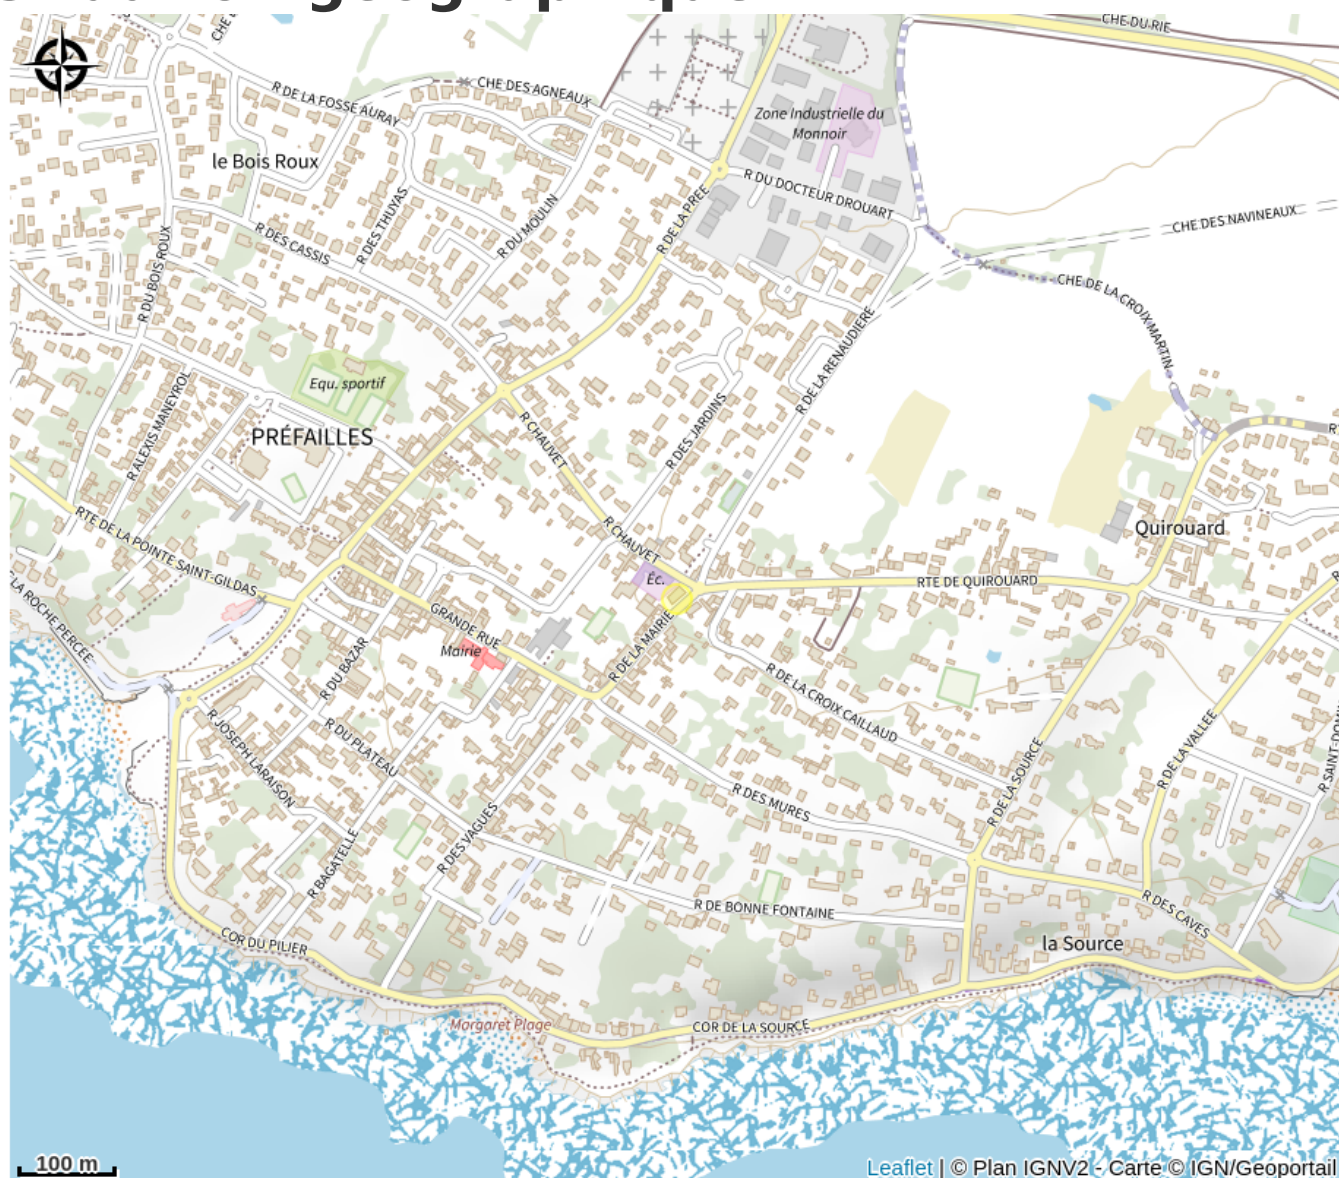 CHE DU RIE
R DE LA FOSSE AURAY
CHE DES AGNEAUX
Zone Industrielle du
Monnoir
le Bois Roux
R DU DOCTEUR DROUART
R DES THUYAS
R DU MOULIN
R DE LA PREE
CHE DES NAVINEAUX
R DES CASSIS
R DU BOIS ROUX
CHE DE LA CROIX MARTIN
R DE LA RENAUDIERE
Equ. sportif
R ALEXIS MANEYROL
PRÉFAILLES
R CHAUVET
R DES JARDINS
RTE DE LA POINTE SAINT-GILDAS
R CHAUVET
Quirouard
Éc.
RTE DE QUIROUARD
LA ROCHE PERCEE
GRANDE RUE
Mairie
R DE LA MAIRIE
R DU BAZAR
R DE LA CROIX CAILLAUD
R JOSEPH LARAISON
R DU PLATEAU
R DE LA VALLEE
R DE LA SOURCE
R DES MURES
R DES VAGUES
R BAGATELLE
R DE BONNE FONTAINE
R DES CAVES
COR DU PILIER
la Source
Margaret Plage
COR DE LA SOURCE
100 m
Leaflet | © Plan IGNV2 - Carte © IGN/Geoportail